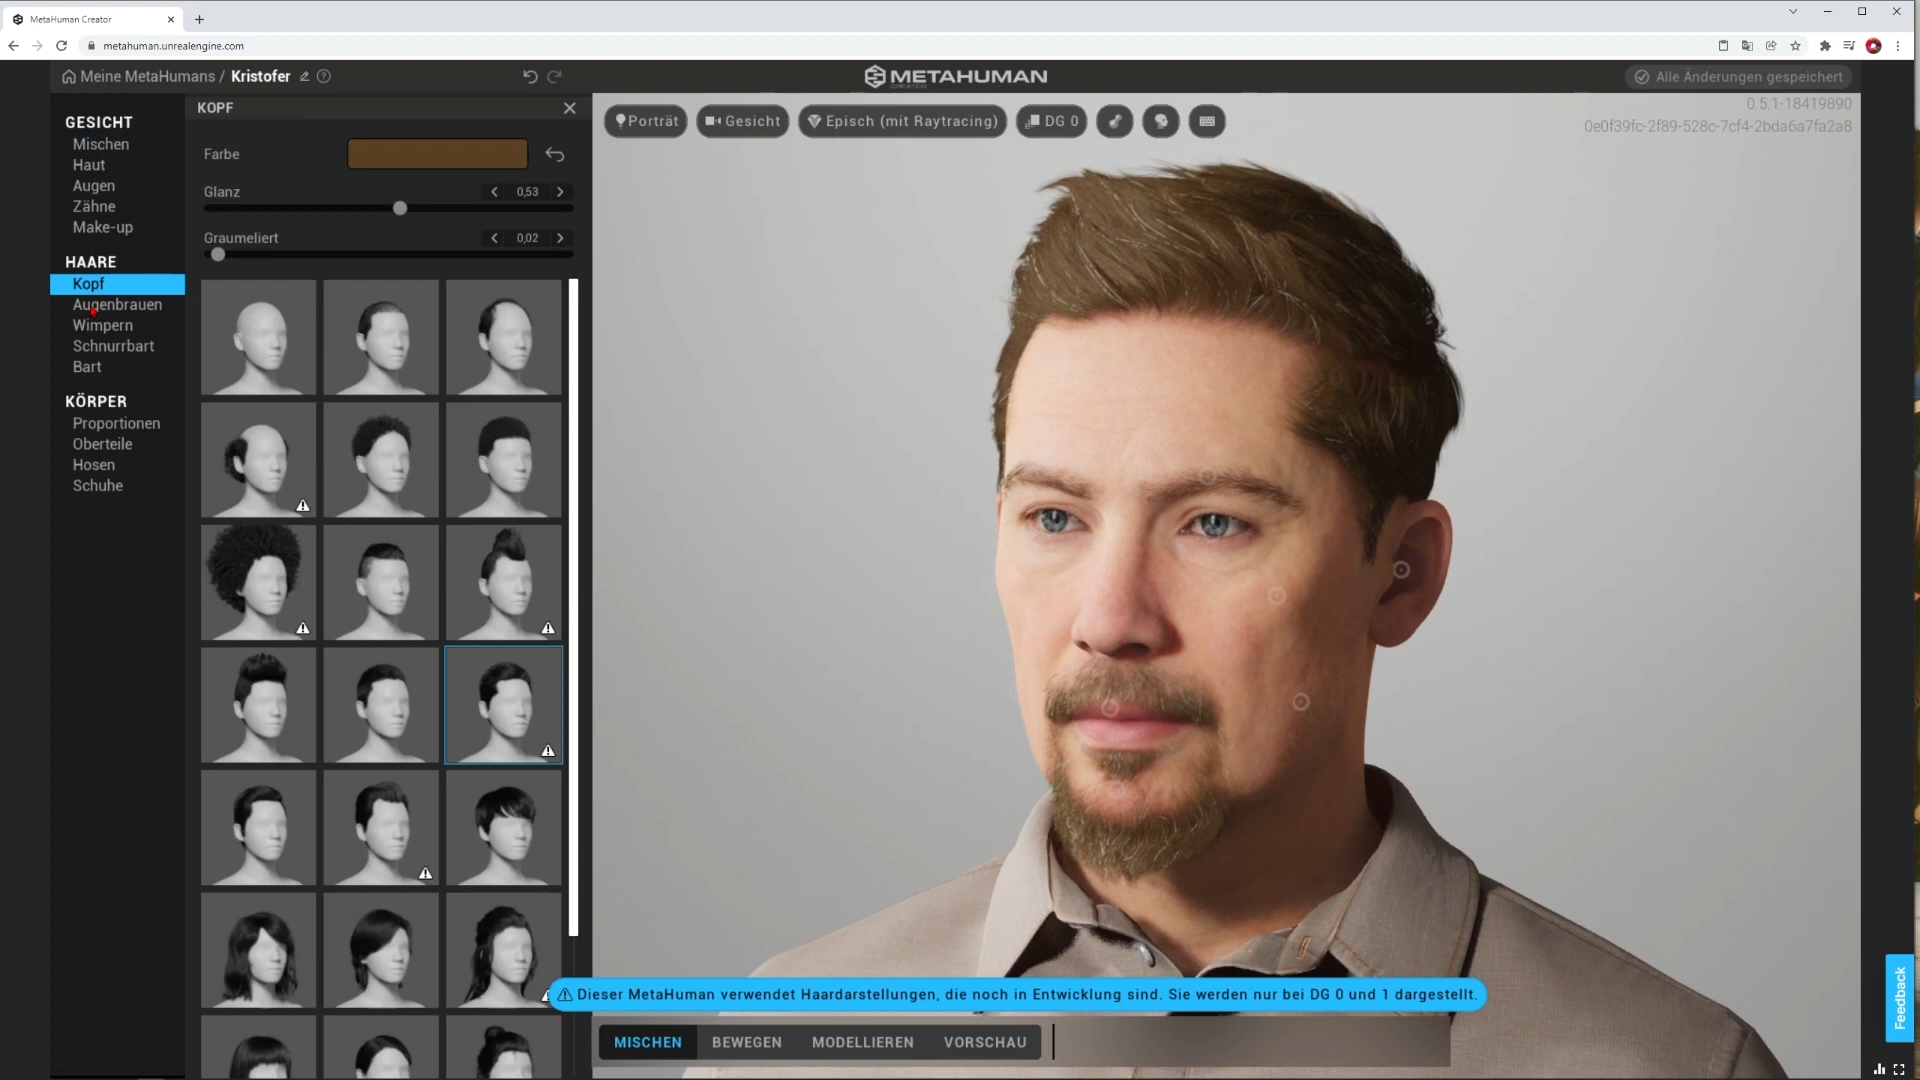 MetaHuman Creator
metahuman.unrealengine.com
Meine MetaHumans / Kristofer
METAHUMAN
CREATOR
Alle Änderungen gespeichert
GESICHT
Mischen
Haut
Augen
Zähne
Make-up
HAARE
Kopf
Augenbrauen
Wimpern
Schnurrbart
Bart
KÖRPER
Proportionen
Oberteile
Hosen
Schuhe
KOPF
Farbe
Glanz
0,53
Graumeliert
0,02
Porträt
Gesicht
Episch (mit Raytracing)
DG 0
0.5.1-18419890
0e0f39fc-2f89-528c-7cf4-2bda6a7fa2a8
Dieser MetaHuman verwendet Haardarstellungen, die noch in Entwicklung sind. Sie werden nur bei DG 0 und 1 dargestellt.
MISCHEN
BEWEGEN
MODELLIEREN
VORSCHAU
Feedback